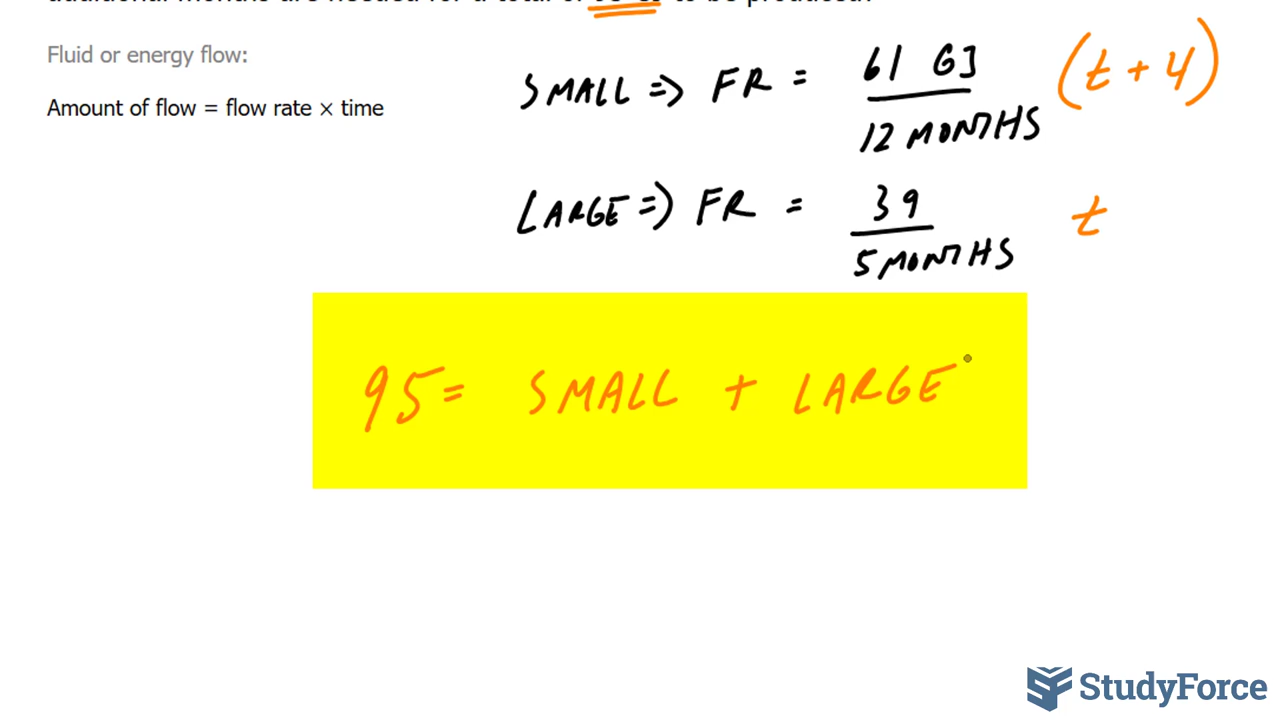 Fluid or energy flow:
Amount of flow = flow rate × time
SMALL => FR = 61 GJ / 12 MONTHS (t + 4)
LARGE => FR = 39 / 5 MONTHS t
95 = SMALL + LARGE
StudyForce